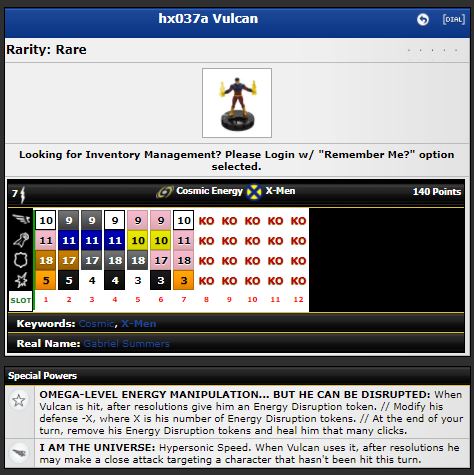 hx037a Vulcan
[DIAL]
Rarity: Rare
Looking for Inventory Management? Please Login w/ "Remember Me?" option
selected.
7 Cosmic Energy X-Men 140 Points
10 9 9 9 9 9 10 KO KO KO KO KO
11 11 11 11 10 10 11 KO KO KO KO KO
18 17 17 18 18 17 18 KO KO KO KO KO
5 5 4 4 3 3 3 KO KO KO KO KO
SLOT 1 2 3 4 5 6 7 8 9 10 11 12
Keywords: Cosmic, X-Men
Real Name: Gabriel Summers
Special Powers
OMEGA-LEVEL ENERGY MANIPULATION... BUT HE CAN BE DISRUPTED: When
Vulcan is hit, after resolutions give him an Energy Disruption token. // Modify his
defense -X, where X is his number of Energy Disruption tokens. // At the end of your
turn, remove his Energy Disruption tokens and heal him that many clicks.
I AM THE UNIVERSE: Hypersonic Speed. When Vulcan uses it, after resolutions he
may make a close attack targeting a character that hasn't been hit this turn.